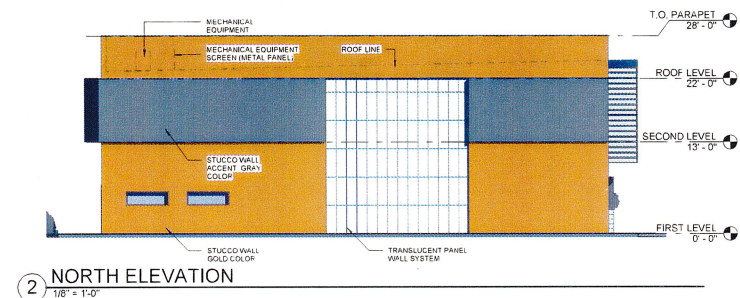 MECHANICAL
EQUIPMENT
T.O. PARAPET
28' - 0"
MECHANICAL EQUIPMENT
SCREEN (METAL PANEL)
ROOF LINE
ROOF LEVEL
22' - 0"
SECOND LEVEL
13' - 0"
STUCCO WALL
ACCENT GRAY
COLOR
FIRST LEVEL
0' - 0"
STUCCO WALL
GOLD COLOR
TRANSLUCENT PANEL
WALL SYSTEM
2 NORTH ELEVATION
1/8" = 1'-0"